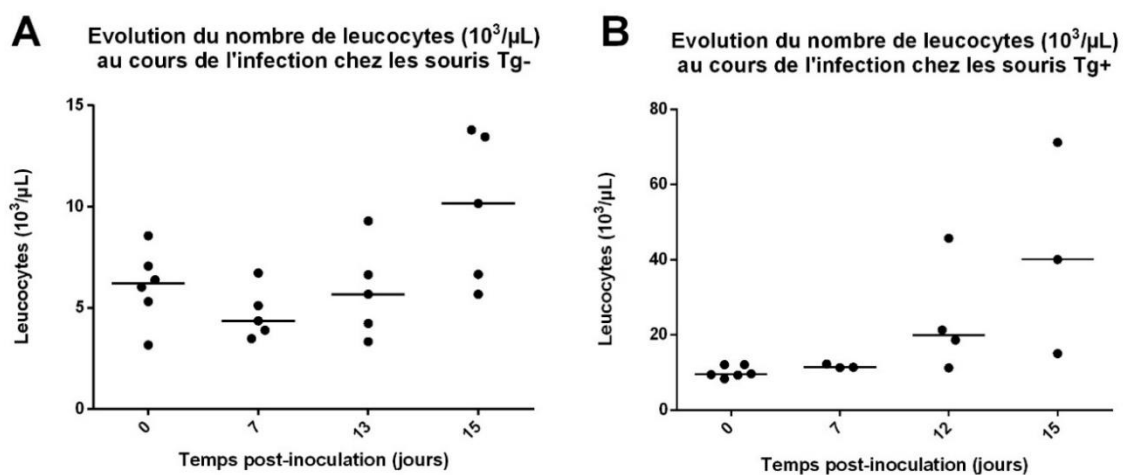 A
Evolution du nombre de leucocytes (10³/µL)
au cours de l'infection chez les souris Tg-
Leucocytes (10³/µL)
15
10
5
0
0
7
13
15
Temps post-inoculation (jours)
B
Evolution du nombre de leucocytes (10³/µL)
au cours de l'infection chez les souris Tg+
Leucocytes (10³/µL)
80
60
40
20
0
0
7
12
15
Temps post-inoculation (jours)